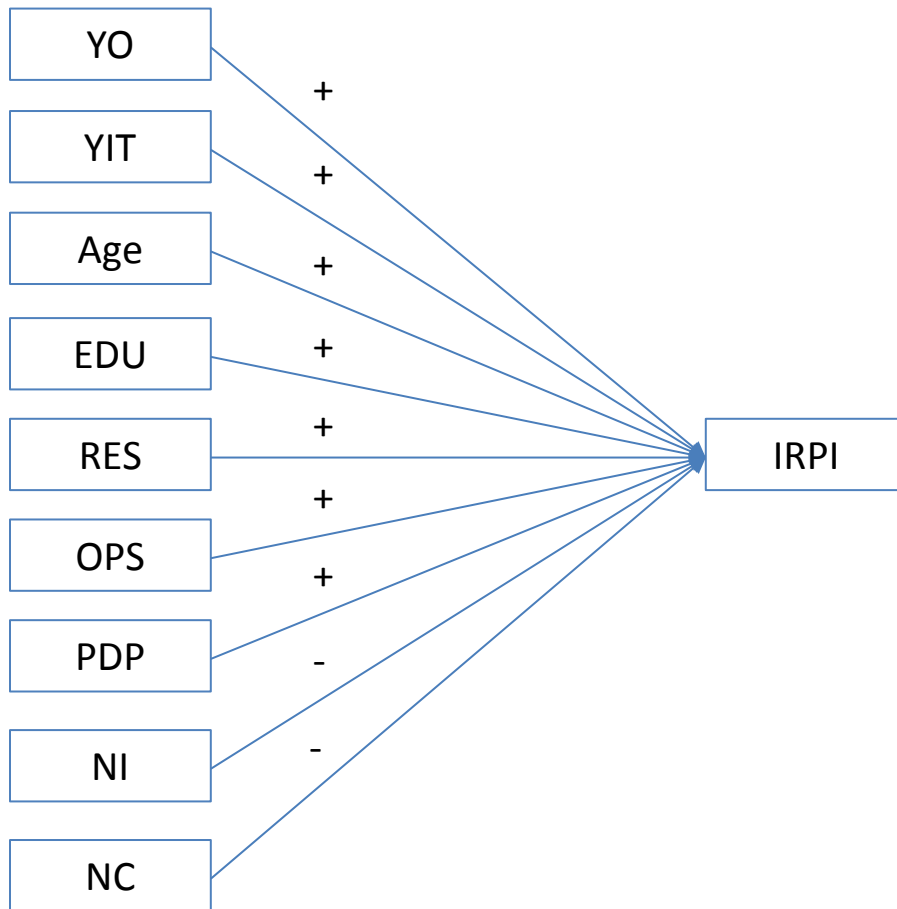 YO
+
YIT
+
Age
+
EDU
+
RES
+
IRPI
OPS
+
PDP
+
-
NI
-
NC